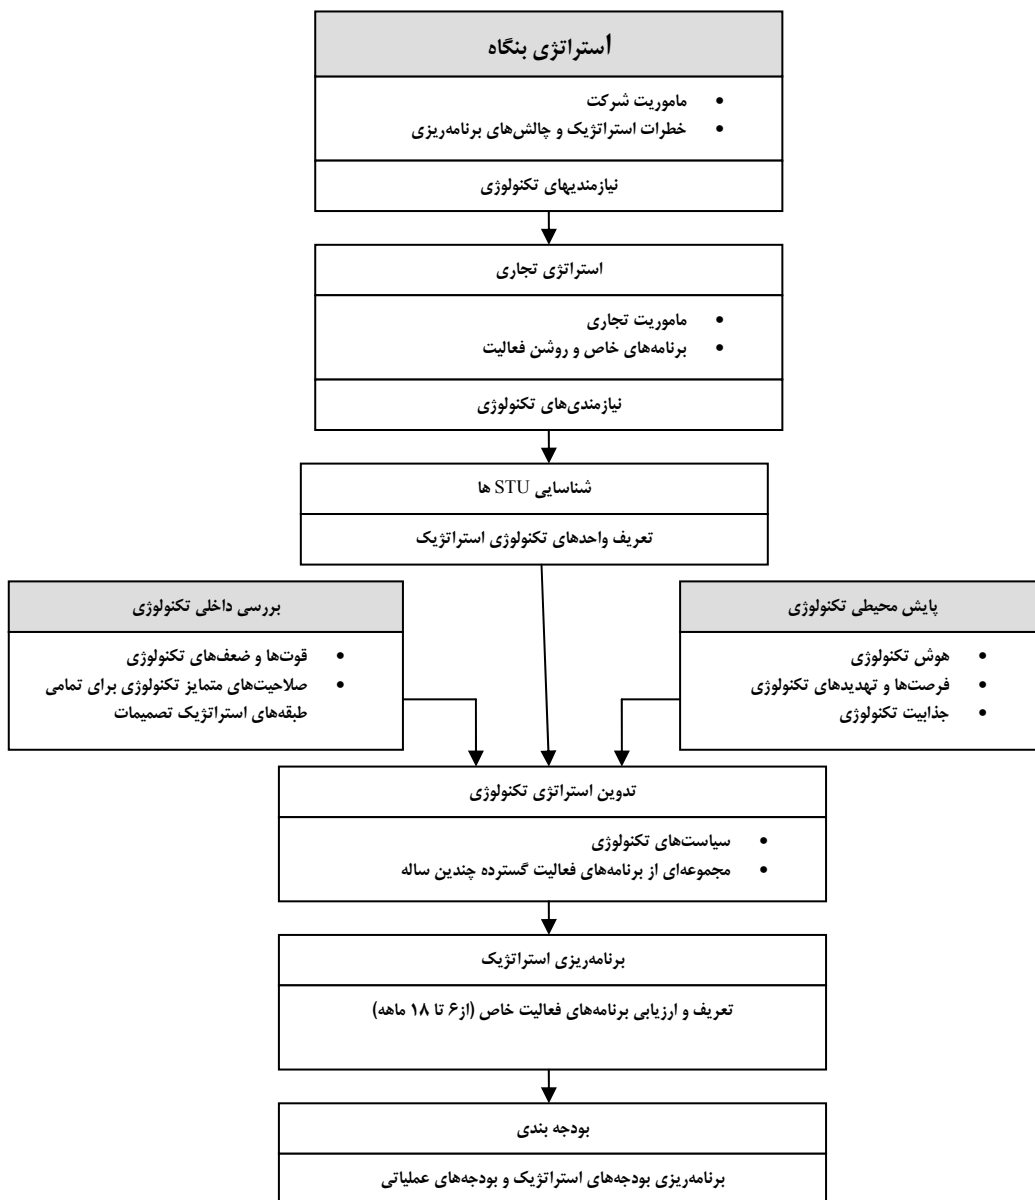 استراتژی بنگاه
• ماموریت شرکت
• خطرات استراتژیک و چالش‌های برنامه‌ریزی
نیازمندیهای تکنولوژی
استراتژی تجاری
• ماموریت تجاری
• برنامه‌های خاص و روشن فعالیت
نیازمندی‌های تکنولوژی
شناسایی STU ها
تعریف واحدهای تکنولوژی استراتژیک
پایش محیطی تکنولوژی
• هوش تکنولوژی
• فرصت‌ها و تهدیدهای تکنولوژی
• جذابیت تکنولوژی
بررسی داخلی تکنولوژی
• قوت‌ها و ضعف‌های تکنولوژی
• صلاحیت‌های متمایز تکنولوژی برای تمامی
طبقه‌های استراتژیک تصمیمات
تدوین استراتژی تکنولوژی
• سیاست‌های تکنولوژی
• مجموعه‌ای از برنامه‌های فعالیت گسترده چندین ساله
برنامه‌ریزی استراتژیک
تعریف و ارزیابی برنامه‌های فعالیت خاص (از۶ تا ۱۸ ماهه)
بودجه بندی
برنامه‌ریزی بودجه‌های استراتژیک و بودجه‌های عملیاتی